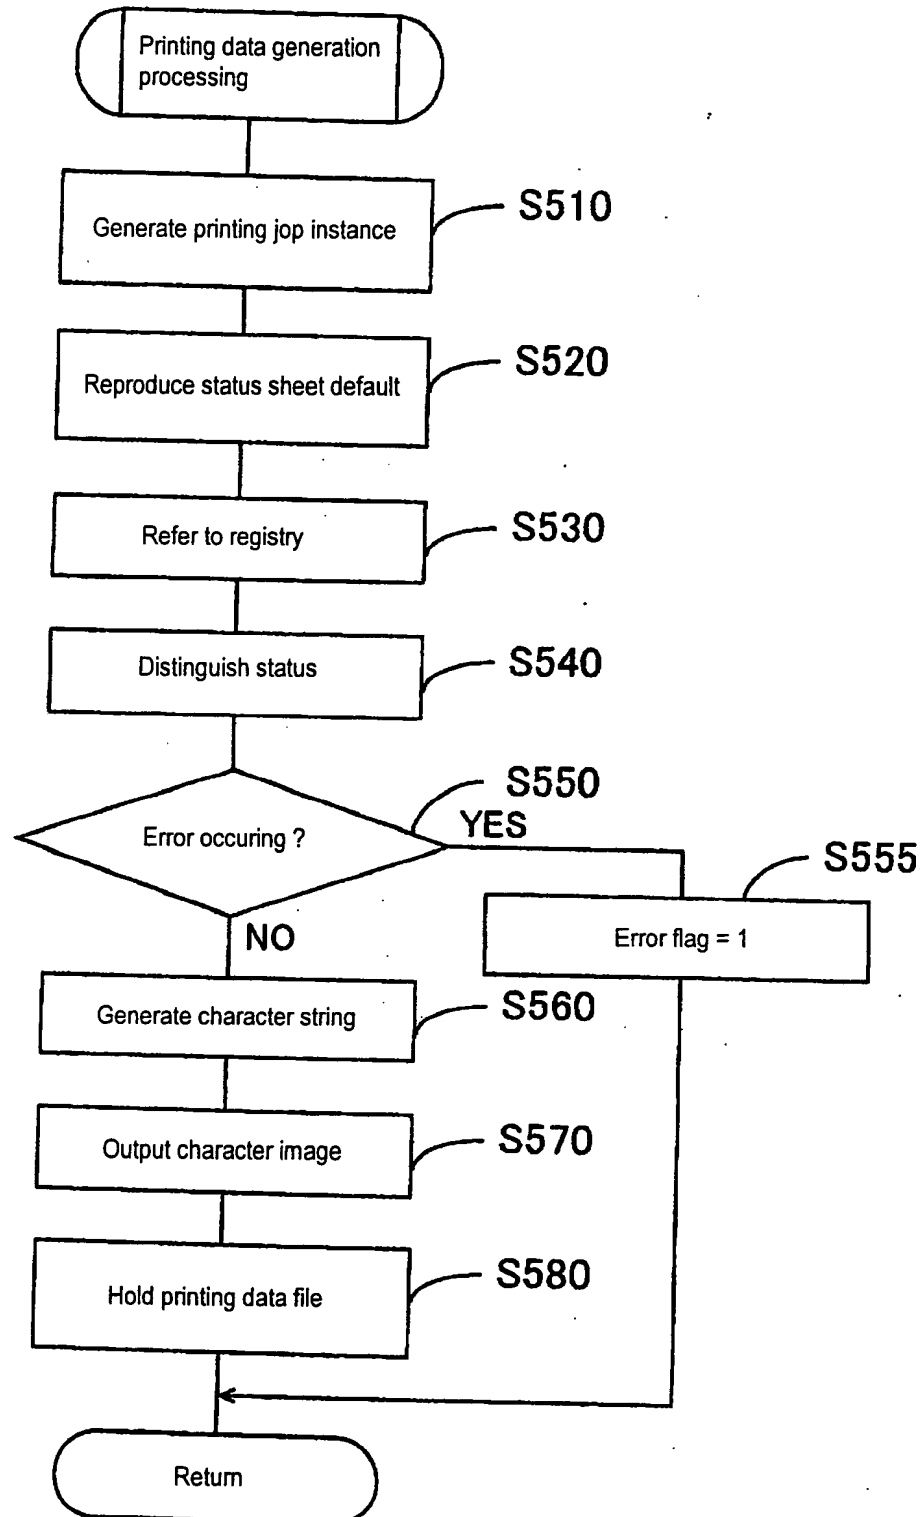 Printing data generation
processing
Generate printing jop instance
S510
Reproduce status sheet default
S520
Refer to registry
S530
Distinguish status
S540
Error occuring ?
S550
YES
Error flag = 1
S555
NO
Generate character string
S560
Output character image
S570
Hold printing data file
S580
Return